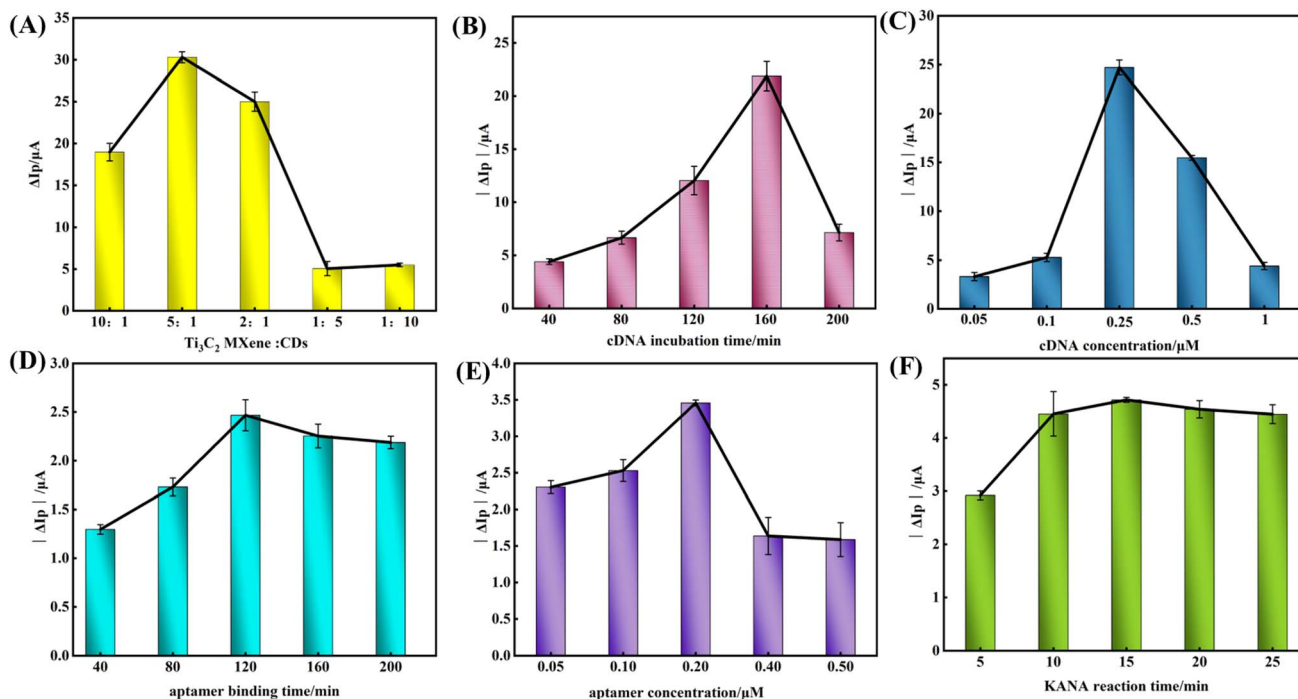 (A)
35
30
25
20
15
10
5
0
ΔIp/μA
10：1 5：1 2：1 1：5 1：10
Ti₃C₂ MXene :CDs
(B)
25
20
15
10
5
0
| ΔIp | /μA
40 80 120 160 200
cDNA incubation time/min
(C)
30
25
20
15
10
5
0
| ΔIp | /μA
0.05 0.1 0.25 0.5 1
cDNA concentration/μM
(D)
3.0
2.5
2.0
1.5
1.0
0.5
0.0
| ΔIp | /μA
40 80 120 160 200
aptamer binding time/min
(E)
4.0
3.5
3.0
2.5
2.0
1.5
1.0
0.5
0.0
| ΔIp | /μA
0.05 0.10 0.20 0.40 0.50
aptamer concentration/μM
(F)
5
4
3
2
1
0
| ΔIp | /μA
5 10 15 20 25
KANA reaction time/min